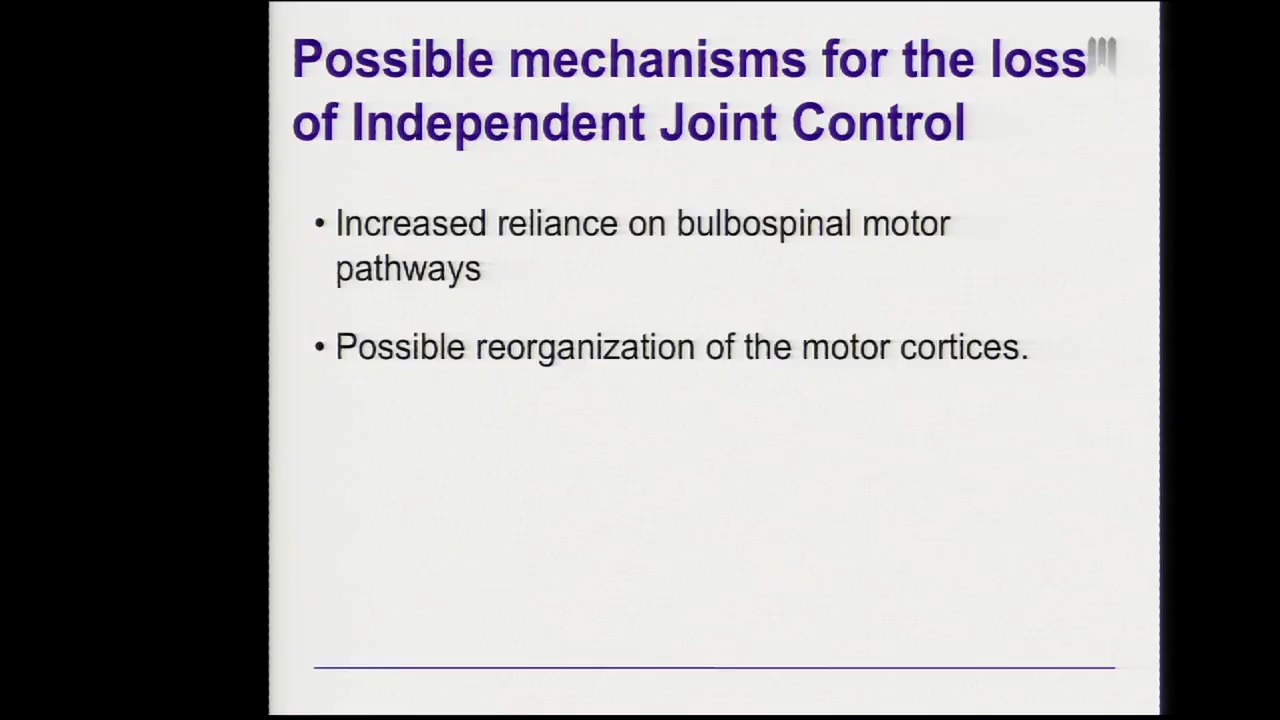 Possible mechanisms for the loss
of Independent Joint Control
• Increased reliance on bulbospinal motor
pathways
• Possible reorganization of the motor cortices.